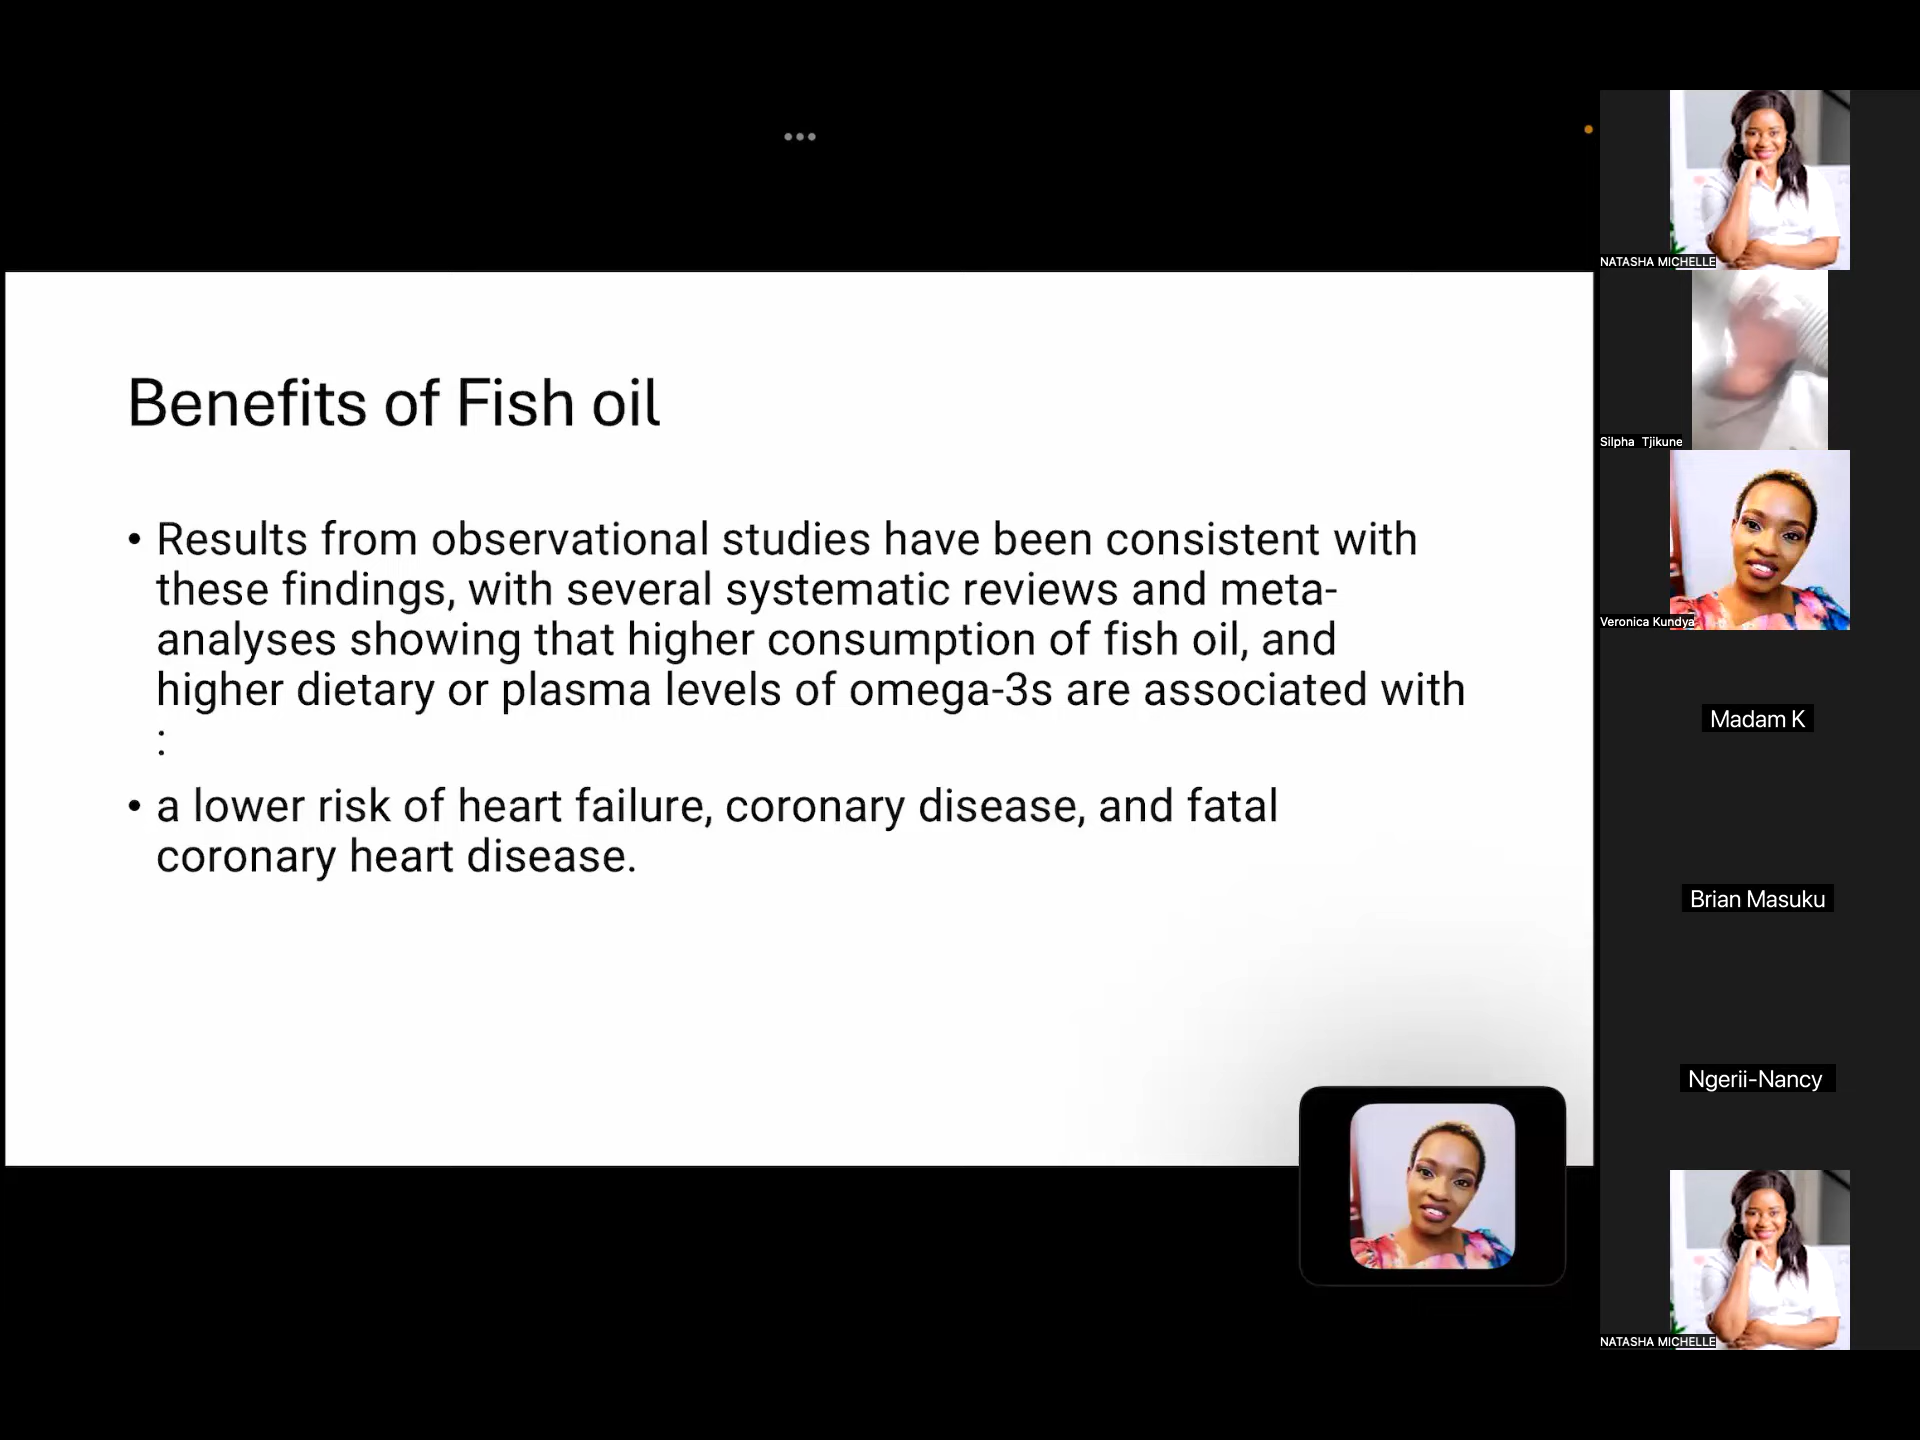 Benefits of Fish oil
• Results from observational studies have been consistent with
these findings, with several systematic reviews and meta-
analyses showing that higher consumption of fish oil, and
higher dietary or plasma levels of omega-3s are associated with
:
• a lower risk of heart failure, coronary disease, and fatal
coronary heart disease.
NATASHA MICHELLE
Silpha Tjikune
Veronica Kundya
Madam K
Brian Masuku
Ngerii-Nancy
NATASHA MICHELLE